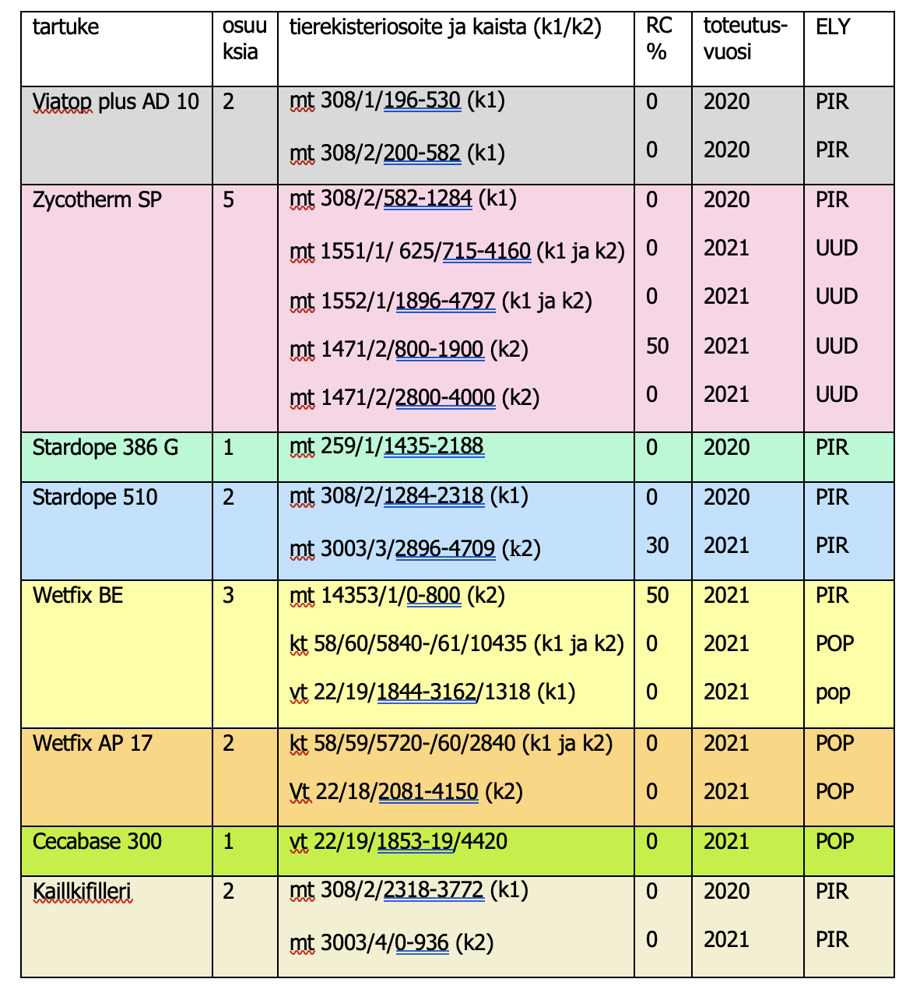 tartuke osuu ksia tierekisteriosoite ja kaista (k1/k2) RC % toteutus- vuosi ELY
Viatop plus AD 10 2 mt 308/1/196-530 (k1) 0 2020 PIR
mt 308/2/200-582 (k1) 0 2020 PIR
Zycotherm SP 5 mt 308/2/582-1284 (k1) 0 2020 PIR
mt 1551/1/ 625/715-4160 (k1 ja k2) 0 2021 UUD
mt 1552/1/1896-4797 (k1 ja k2) 0 2021 UUD
mt 1471/2/800-1900 (k2) 50 2021 UUD
mt 1471/2/2800-4000 (k2) 0 2021 UUD
Stardope 386 G 1 mt 259/1/1435-2188 0 2020 PIR
Stardope 510 2 mt 308/2/1284-2318 (k1) 0 2020 PIR
mt 3003/3/2896-4709 (k2) 30 2021 PIR
Wetfix BE 3 mt 14353/1/0-800 (k2) 50 2021 PIR
kt 58/60/5840-/61/10435 (k1 ja k2) 0 2021 POP
vt 22/19/1844-3162/1318 (k1) 0 2021 pop
Wetfix AP 17 2 kt 58/59/5720-/60/2840 (k1 ja k2) 0 2021 POP
Vt 22/18/2081-4150 (k2) 0 2021 POP
Cecabase 300 1 vt 22/19/1853-19/4420 0 2021 POP
Kaillkifilleri 2 mt 308/2/2318-3772 (k1) 0 2020 PIR
mt 3003/4/0-936 (k2) 0 2021 PIR